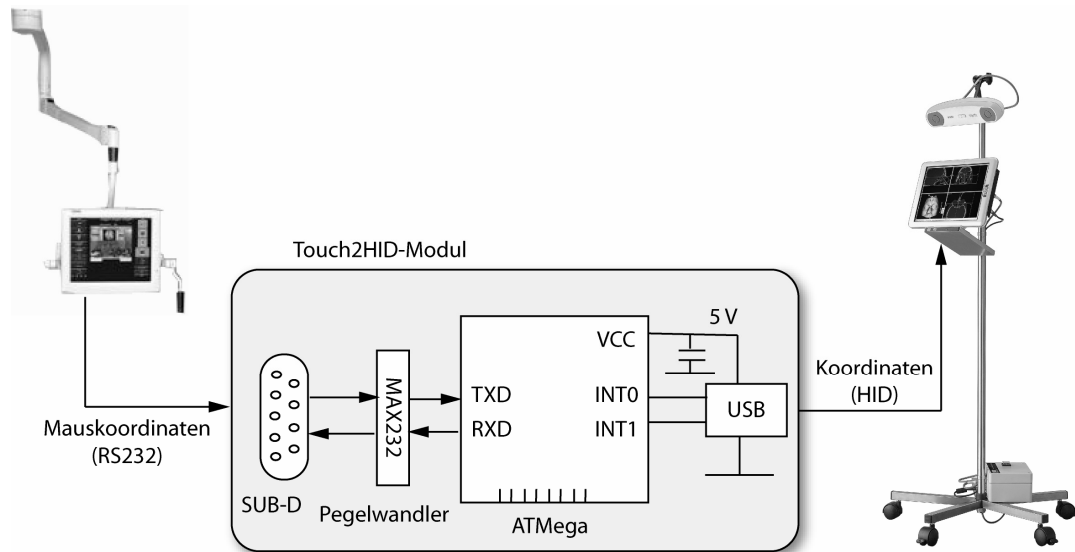 Touch2HID-Modul
5 V
VCC
MAX232
TXD
RXD
INT0
INT1
USB
Mauskoordinaten
(RS232)
Koordinaten
(HID)
SUB-D
Pegelwandler
ATMega